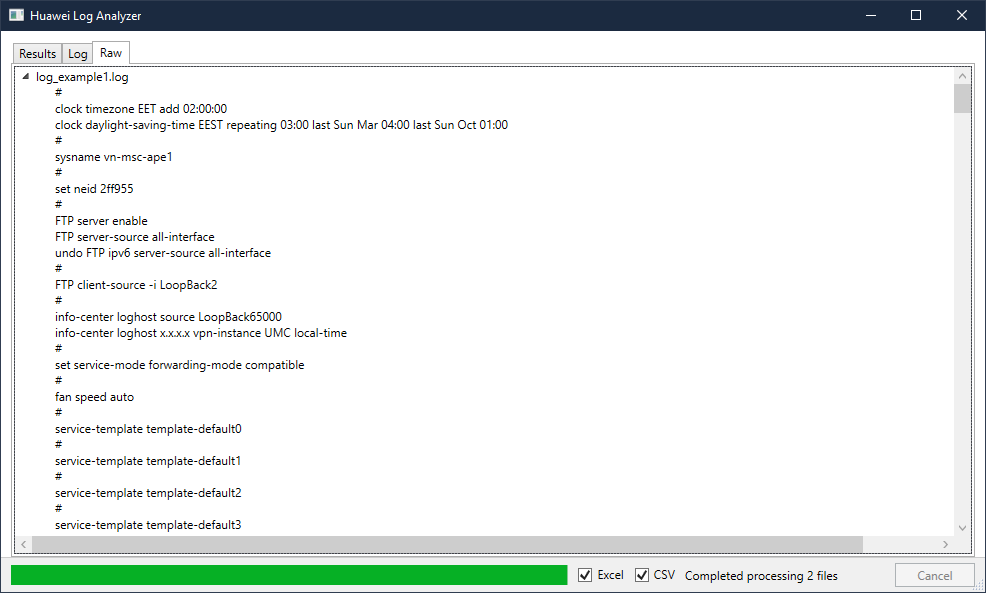 Huawei Log Analyzer
Results Log Raw
log_example1.log
#
clock timezone EET add 02:00:00
clock daylight-saving-time EEST repeating 03:00 last Sun Mar 04:00 last Sun Oct 01:00
#
sysname vn-msc-ape1
#
set neid 2ff955
#
FTP server enable
FTP server-source all-interface
undo FTP ipv6 server-source all-interface
#
FTP client-source -i LoopBack2
#
info-center loghost source LoopBack65000
info-center loghost x.x.x.x vpn-instance UMC local-time
#
set service-mode forwarding-mode compatible
#
fan speed auto
#
service-template template-default0
#
service-template template-default1
#
service-template template-default2
#
service-template template-default3
Excel CSV Completed processing 2 files Cancel